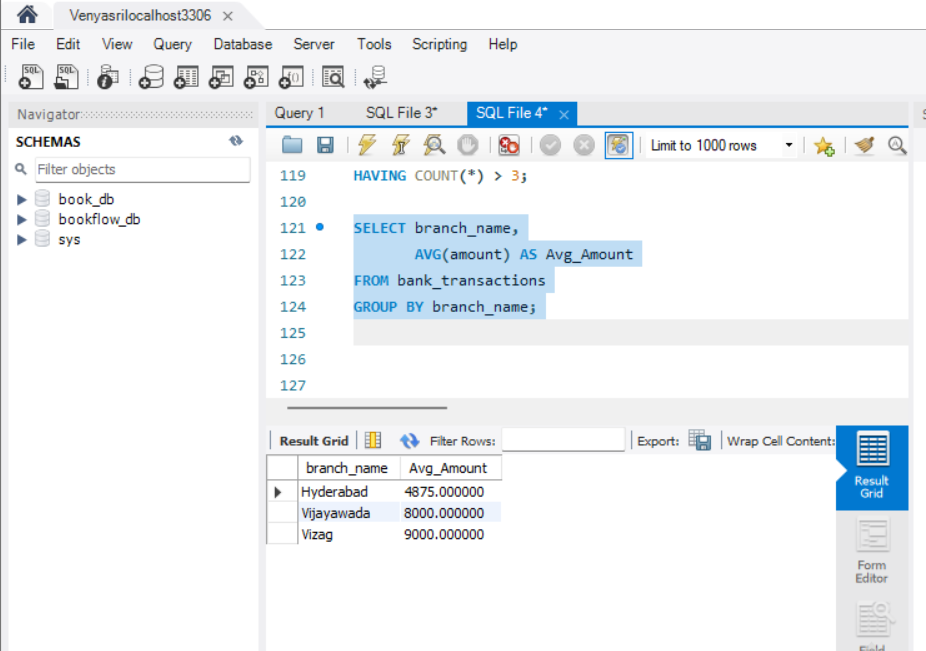 Venyasrilocalhost3306
File Edit View Query Database Server Tools Scripting Help
SQL SQL i f()
Navigator
Query 1 SQL File 3* SQL File 4*
SCHEMAS
Limit to 1000 rows
Filter objects
book_db
bookflow_db
sys
119 HAVING COUNT(*) > 3;
120
121 SELECT branch_name,
122 AVG(amount) AS Avg_Amount
123 FROM bank_transactions
124 GROUP BY branch_name;
125
126
127
Result Grid Filter Rows: Export: Wrap Cell Content:
branch_name Avg_Amount
Hyderabad 4875.000000
Vijayawada 8000.000000
Vizag 9000.000000
Result
Grid
Form
Editor
Field